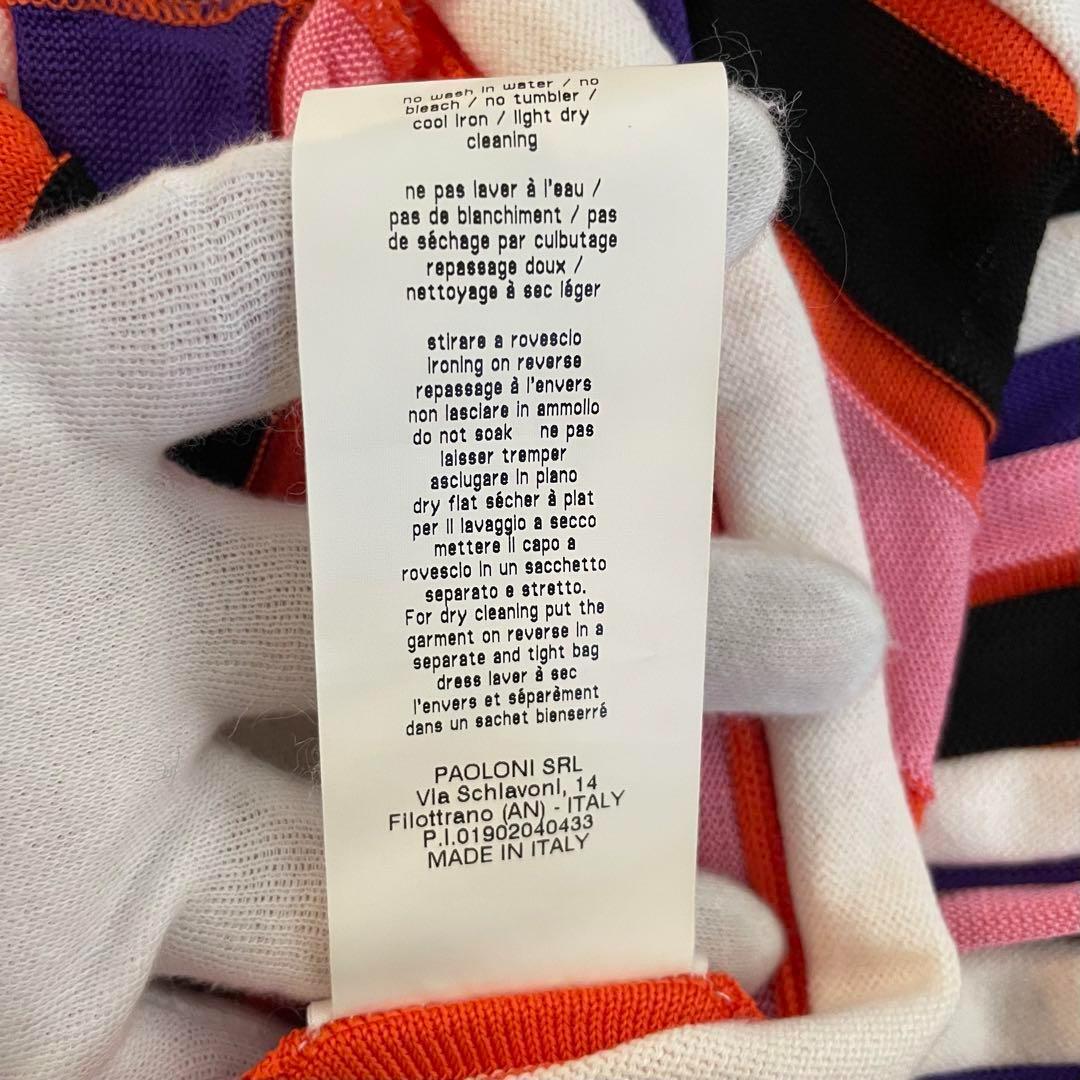 no wash in water / no
bleach / no tumbler /
cool iron / light dry
cleaning
ne pas laver à l'eau /
pas de blanchiment / pas
de séchage par culbutage
repassage doux /
nettoyage à sec léger
stirare a rovescio
ironing on reverse
repassage à l'envers
non lasciare in ammollo
do not soak ne pas
laisser tremper
asciugare in piano
dry flat sécher à plat
per il lavaggio a secco
mettere il capo a
rovescio in un sacchetto
separato e stretto.
For dry cleaning put the
garment on reverse in a
separate and tight bag
dress laver à sec
l'envers et séparèment
dans un sachet bienserré
PAOLONI SRL
Via Schiavoni, 14
Filottrano (AN) - ITALY
P.I.01902040433
MADE IN ITALY